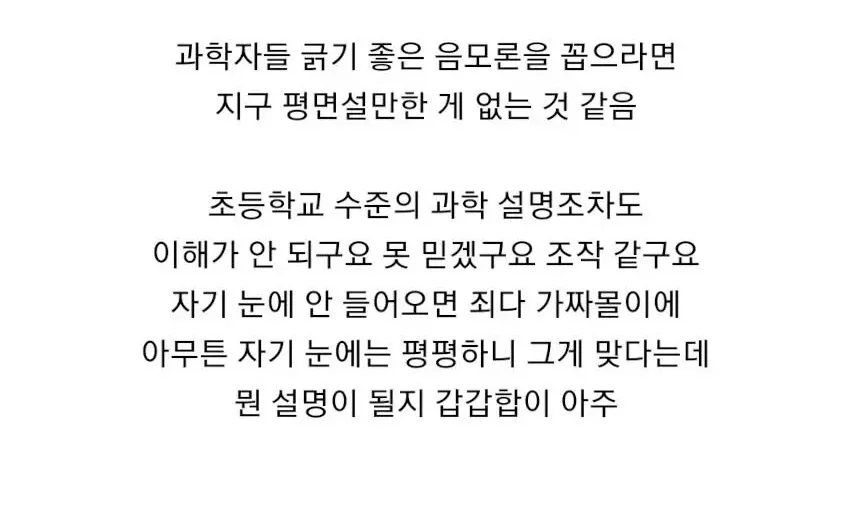 과학자들 긁기 좋은 음모론을 꼽으라면
지구 평면설만한 게 없는 것 같음
초등학교 수준의 과학 설명조차도
이해가 안 되구요 못 믿겠구요 조작 같구요
자기 눈에 안 들어오면 죄다 가짜몰이에
아무튼 자기 눈에는 평평하니 그게 맞다는데
뭔 설명이 될지 갑갑합이 아주